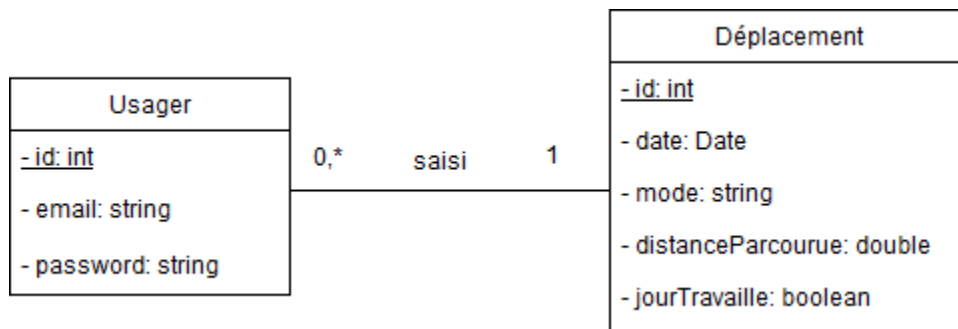 Usager
- id: int
- email: string
- password: string
0,*
saisi
1
Déplacement
- id: int
- date: Date
- mode: string
- distanceParcourue: double
- jourTravaille: boolean